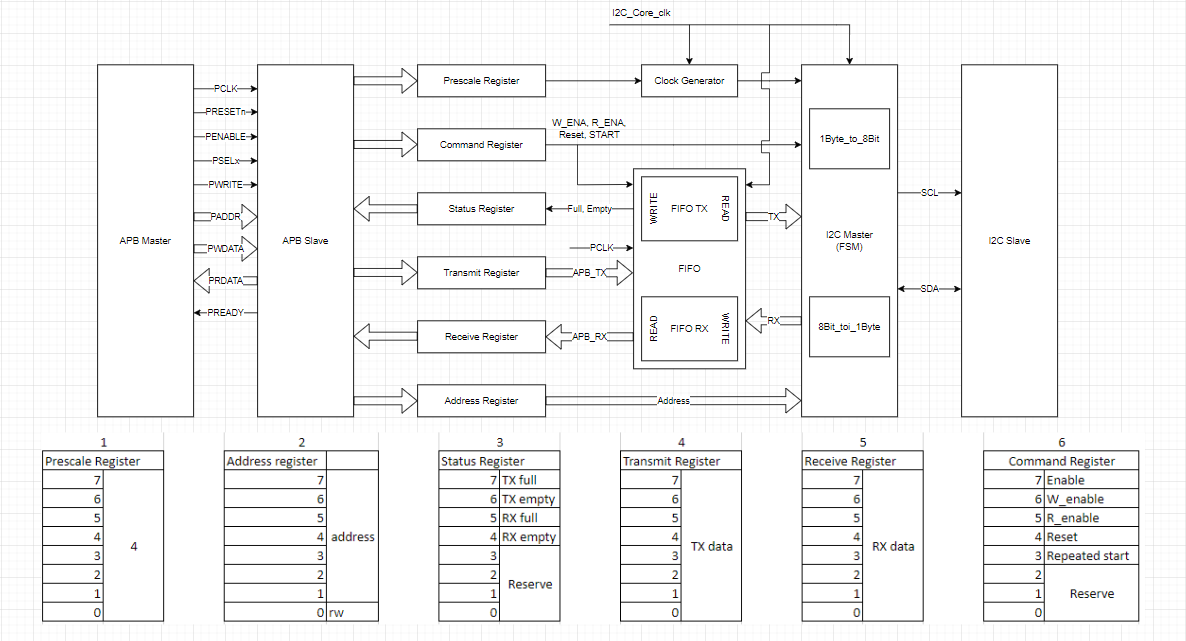 I2C_Core_clk
PCLK
PRESETn
PENABLE
PSELx
PWRITE
PADDR
PWDATA
PRDATA
PREADY
APB Master
APB Slave
Prescale Register
Clock Generator
W_ENA, R_ENA,
Reset, START
Command Register
1Byte_to_8Bit
Status Register
Full, Empty
WRITE
FIFO TX
READ
TX
SCL
PCLK
I2C Master
(FSM)
I2C Slave
Transmit Register
APB_TX
FIFO
SDA
Receive Register
APB_RX
READ
FIFO RX
WRITE
RX
8Bit_toi_1Byte
Address Register
Address
1
Prescale Register
7
6
5
4
3
2
1
0
4
2
Address register
7
6
5
4
3
2
1
address
0 rw
3
Status Register
7 TX full
6 TX empty
5 RX full
4 RX empty
3
2
1
0
Reserve
4
Transmit Register
7
6
5
4
3
2
1
0
TX data
5
Receive Register
7
6
5
4
3
2
1
0
RX data
6
Command Register
7 Enable
6 W_enable
5 R_enable
4 Reset
3 Repeated start
2
1
0
Reserve